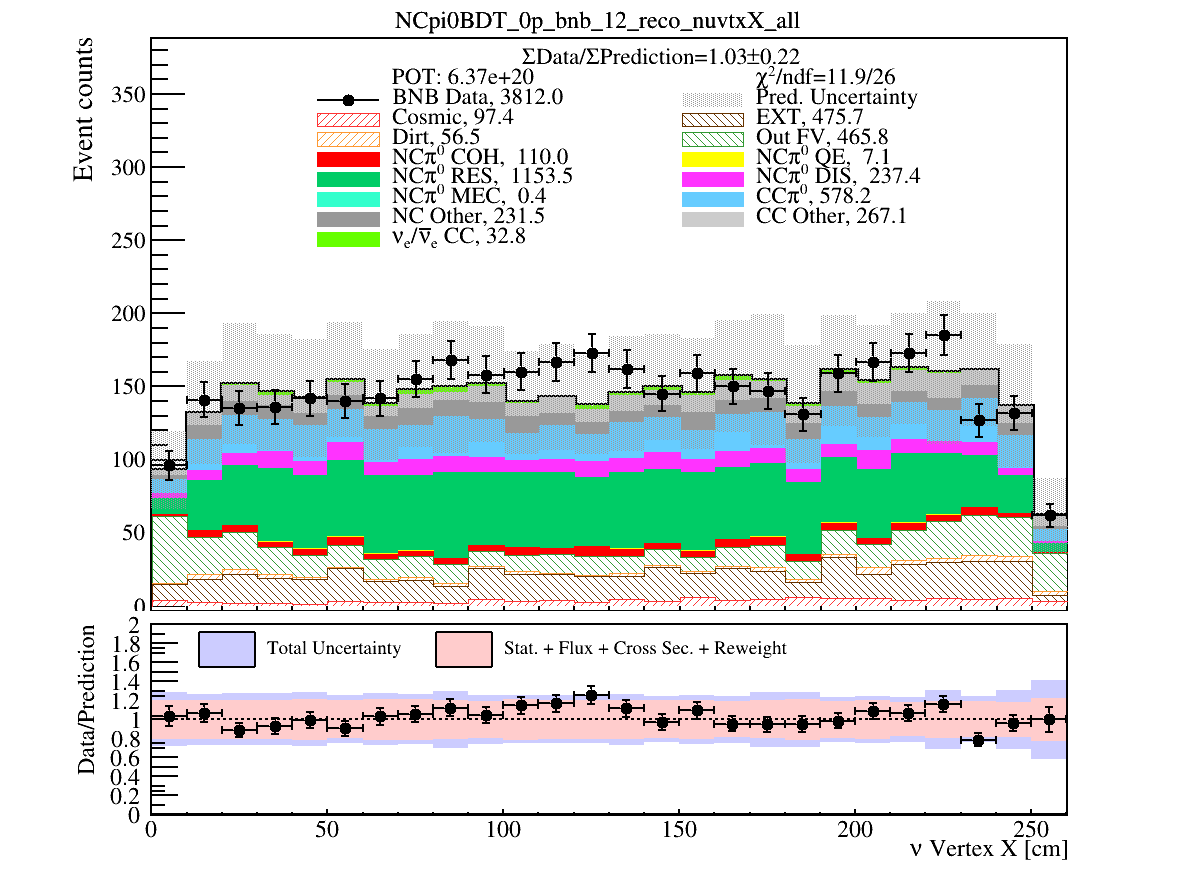 NCpi0BDT_0p_bnb_12_reco_nuvtxX_all
ΣData/ΣPrediction=1.03±0.22
POT: 6.37e+20
χ²/ndf=11.9/26
BNB Data, 3812.0
Pred. Uncertainty
Cosmic, 97.4
EXT, 475.7
Dirt, 56.5
Out FV, 465.8
NCπ⁰ COH, 110.0
NCπ⁰ QE, 7.1
NCπ⁰ RES, 1153.5
NCπ⁰ DIS, 237.4
NCπ⁰ MEC, 0.4
CCπ⁰, 578.2
NC Other, 231.5
CC Other, 267.1
νₑ/ν̅ₑ CC, 32.8
Event counts
350
300
250
200
150
100
50
0
Total Uncertainty
Stat. + Flux + Cross Sec. + Reweight
Data/Prediction
2
1.8
1.6
1.4
1.2
1
0.8
0.6
0.4
0.2
0
0 50 100 150 200 250
ν Vertex X [cm]